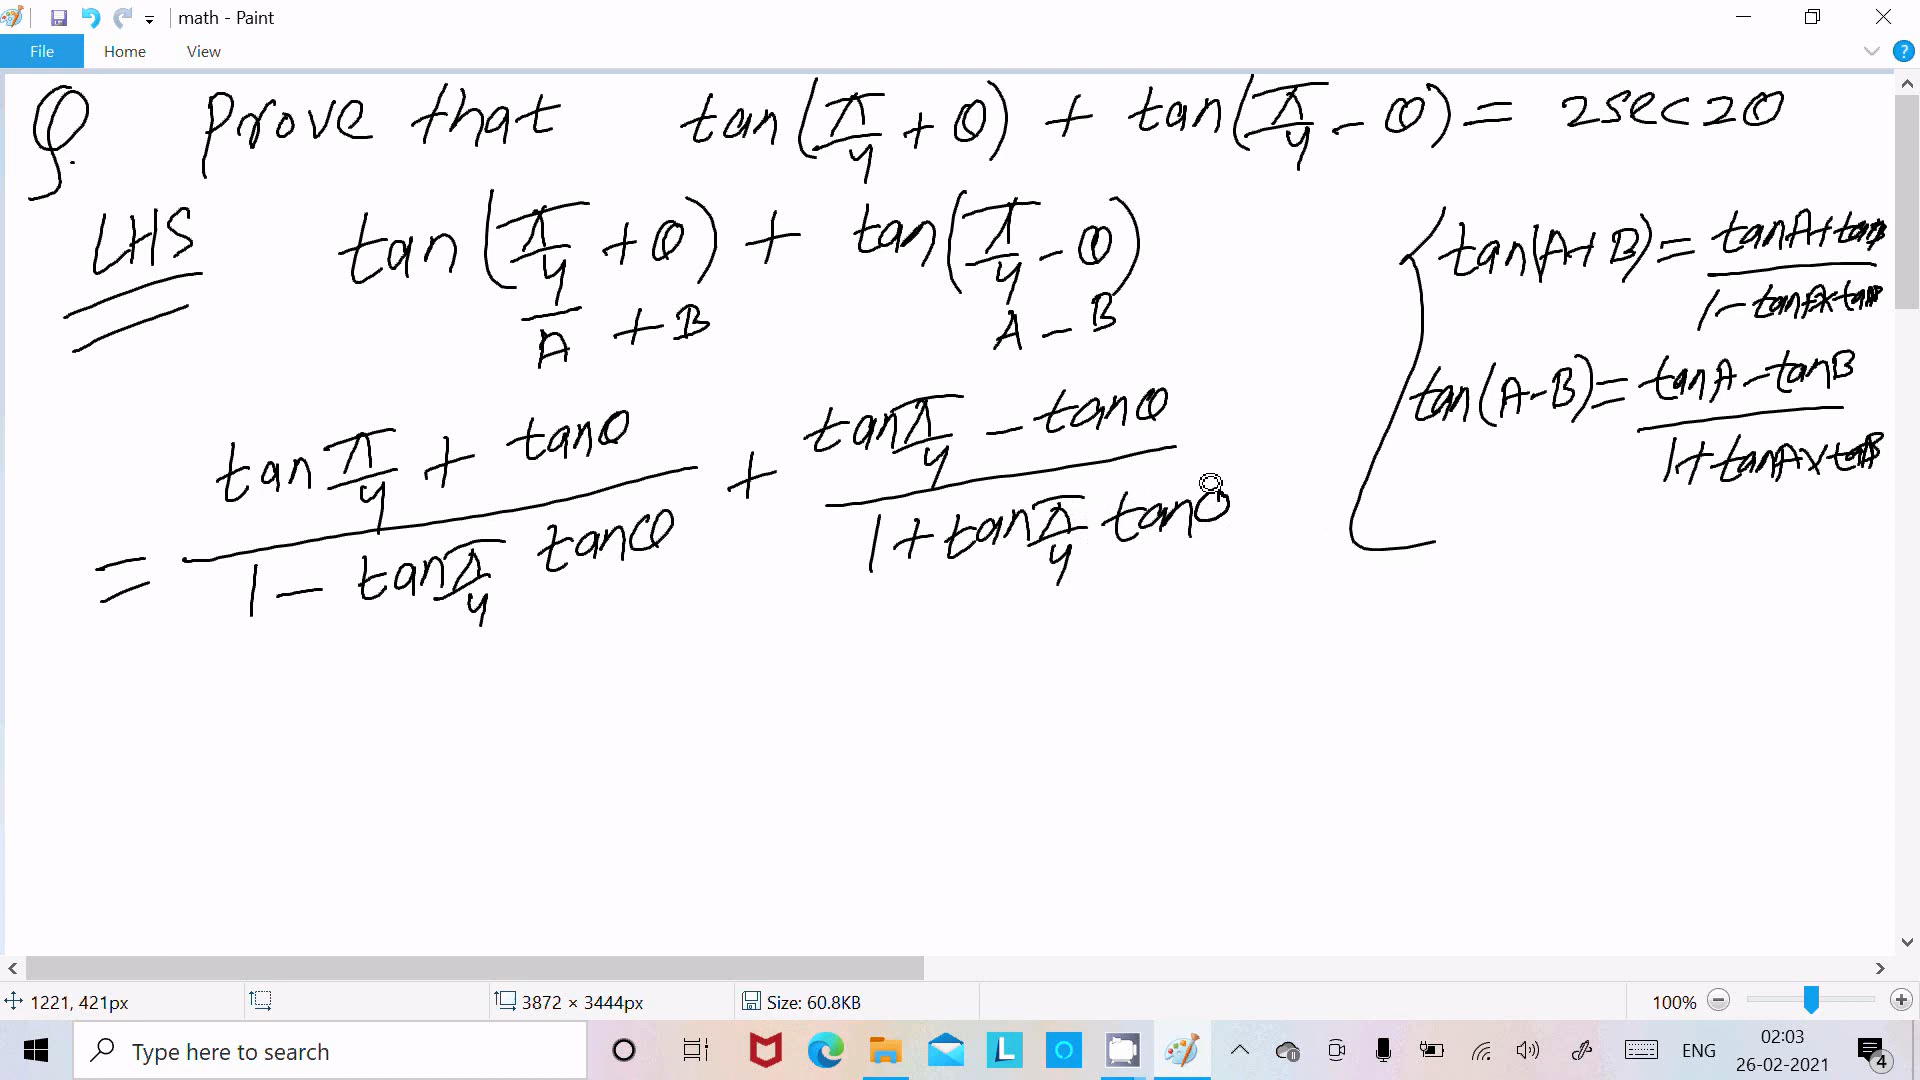 math - Paint
File Home View
Q. Prove that tan(π/4 + θ) + tan(π/4 - θ) = 2sec2θ
LHS tan(π/4 + θ) + tan(π/4 - θ)
A + B A - B
tan(A+B) = tanA+tanB
1-tanA×tanB
tan(A-B) = tanA-tanB
1+tanA×tanB
tanπ/4 + tanθ + tanπ/4 - tanθ
= 1 - tanπ/4 tanθ 1+tanπ/4 tanθ
1221, 421px 3872 × 3444px Size: 60.8KB 100%
Type here to search
L
ENG 02:03
26-02-2021 4